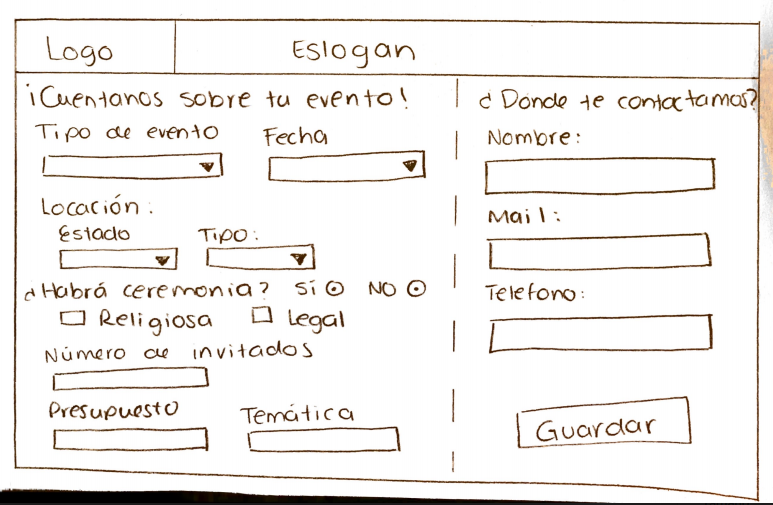 Logo
Eslogan
¡Cuentanos sobre tu evento!
Tipo de evento
Fecha
Locación:
Estado
Tipo:
¿Habrá ceremonia? Sí NO
Religiosa
Legal
Número de invitados
Presupuesto
Temática
¿Donde te contactamos?
Nombre:
Mail:
Telefono:
Guardar